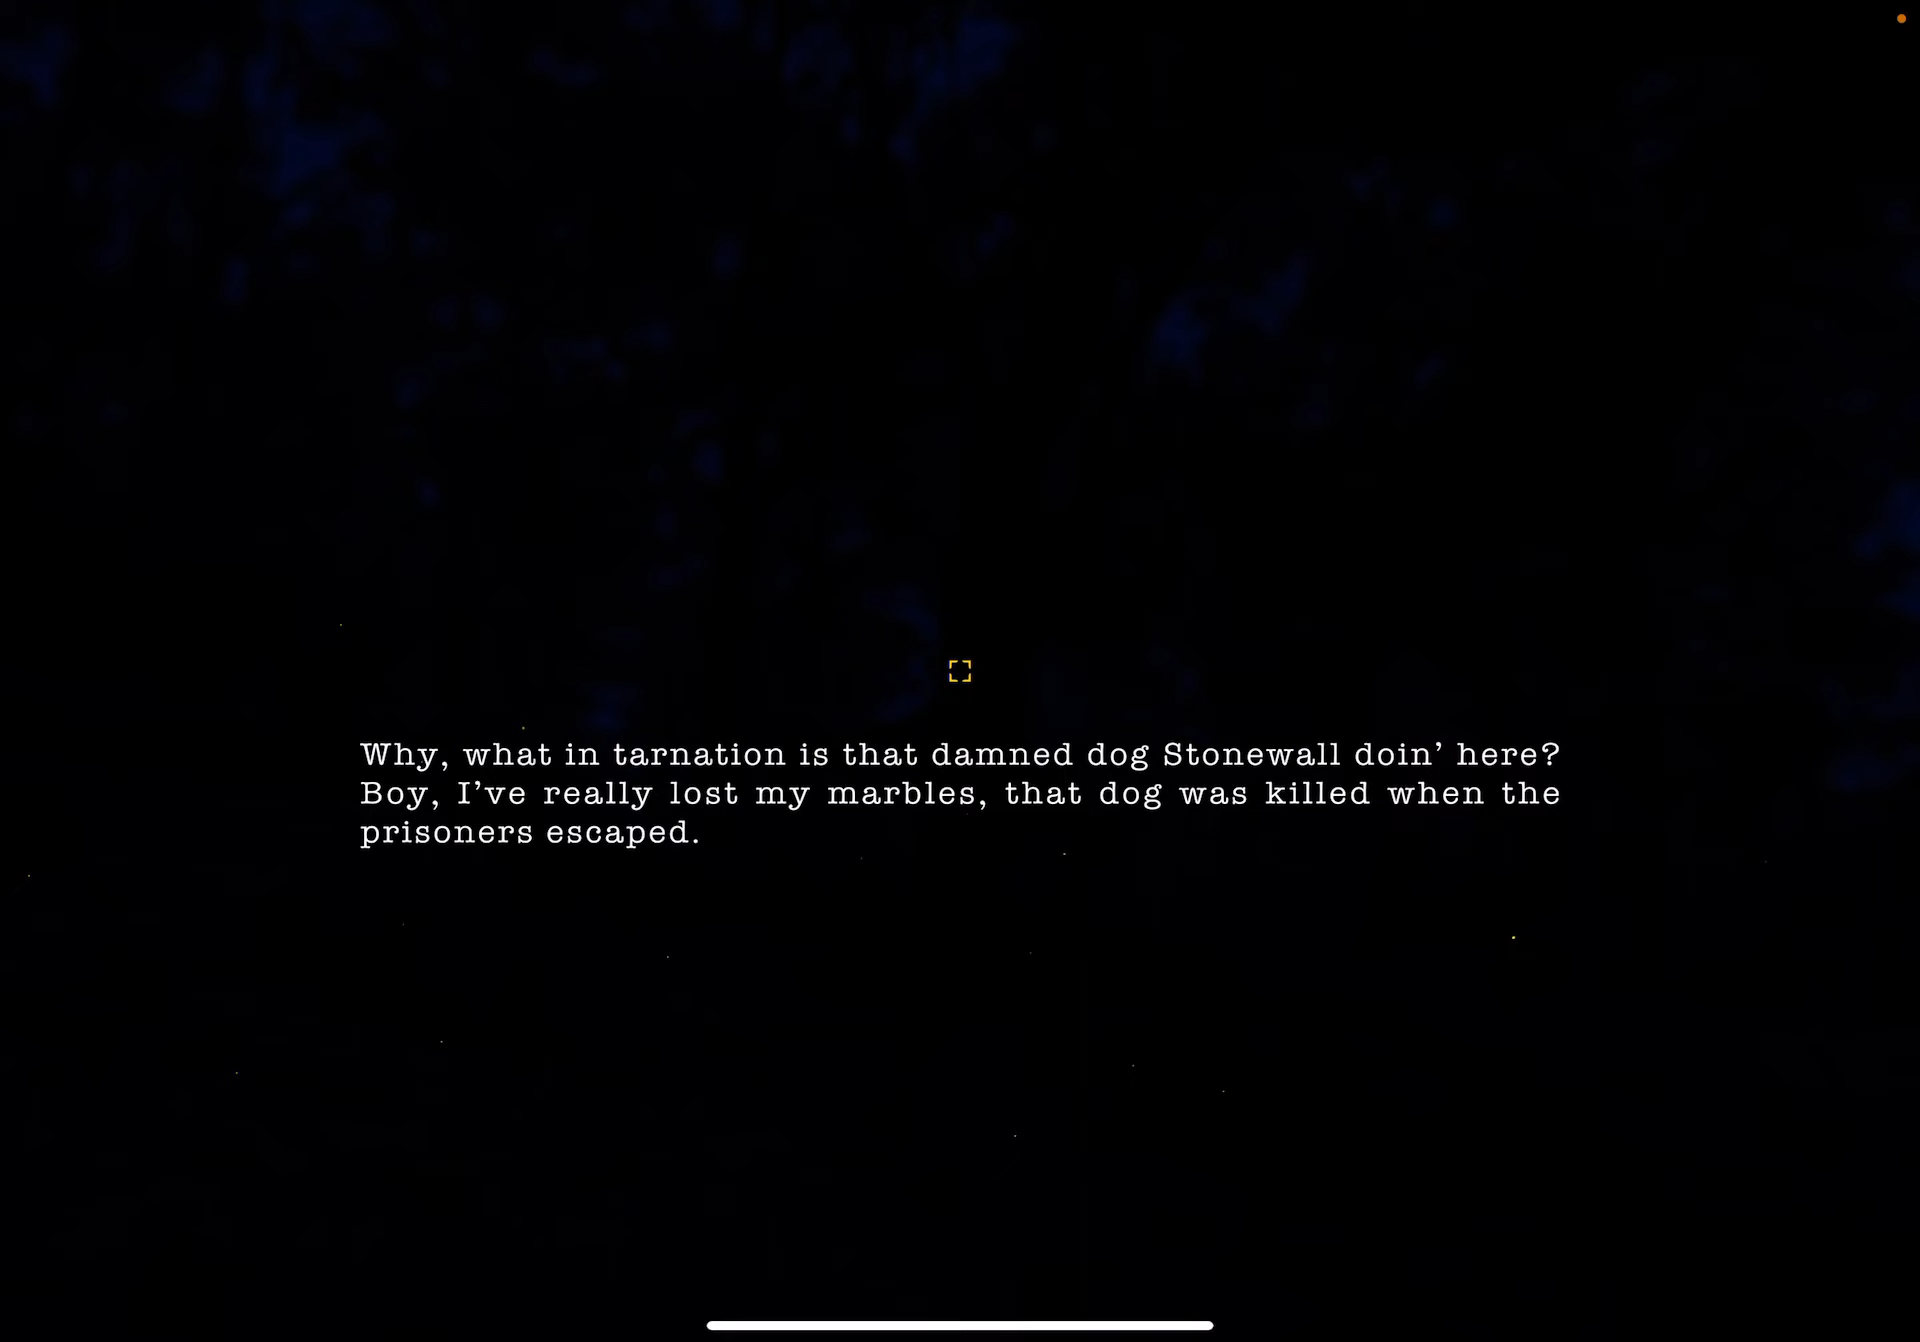 Why, what in tarnation is that damned dog Stonewall doin’ here?
Boy, I’ve really lost my marbles, that dog was killed when the
prisoners escaped.